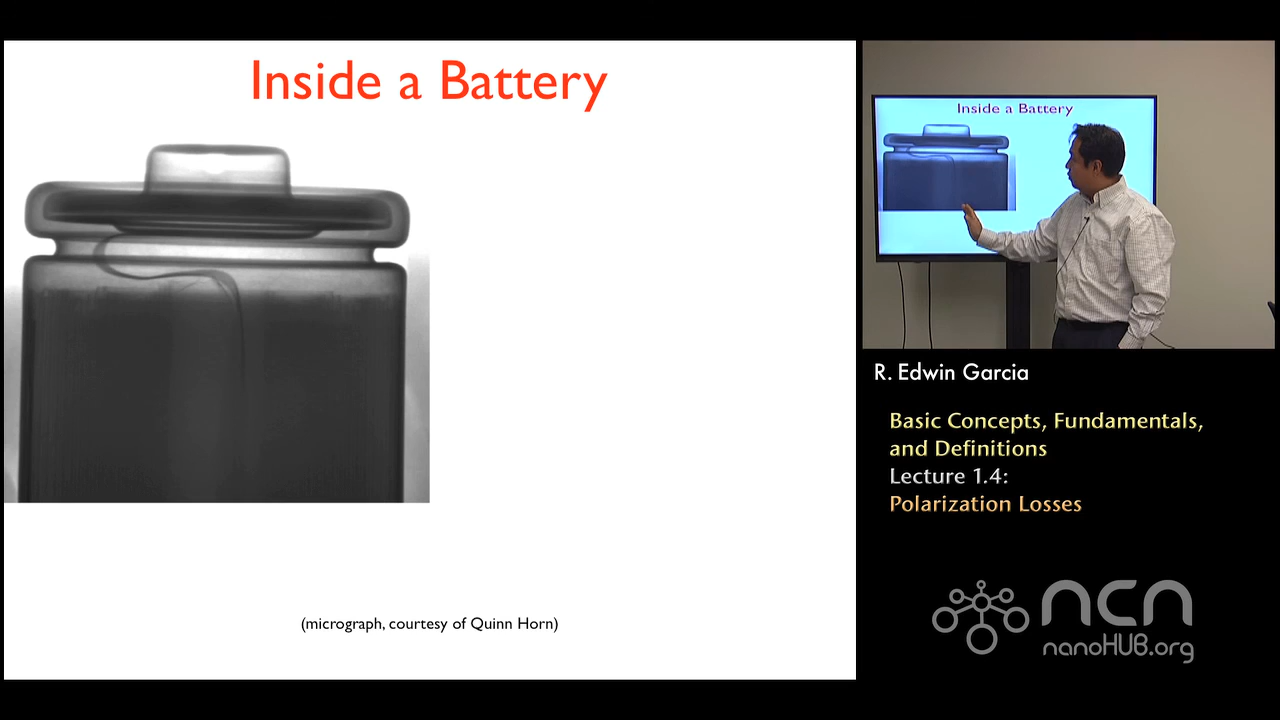 Inside a Battery
(micrograph, courtesy of Quinn Horn)
Inside a Battery
R. Edwin Garcia
Basic Concepts, Fundamentals,
and Definitions
Lecture 1.4:
Polarization Losses
ncn
nanoHUB.org